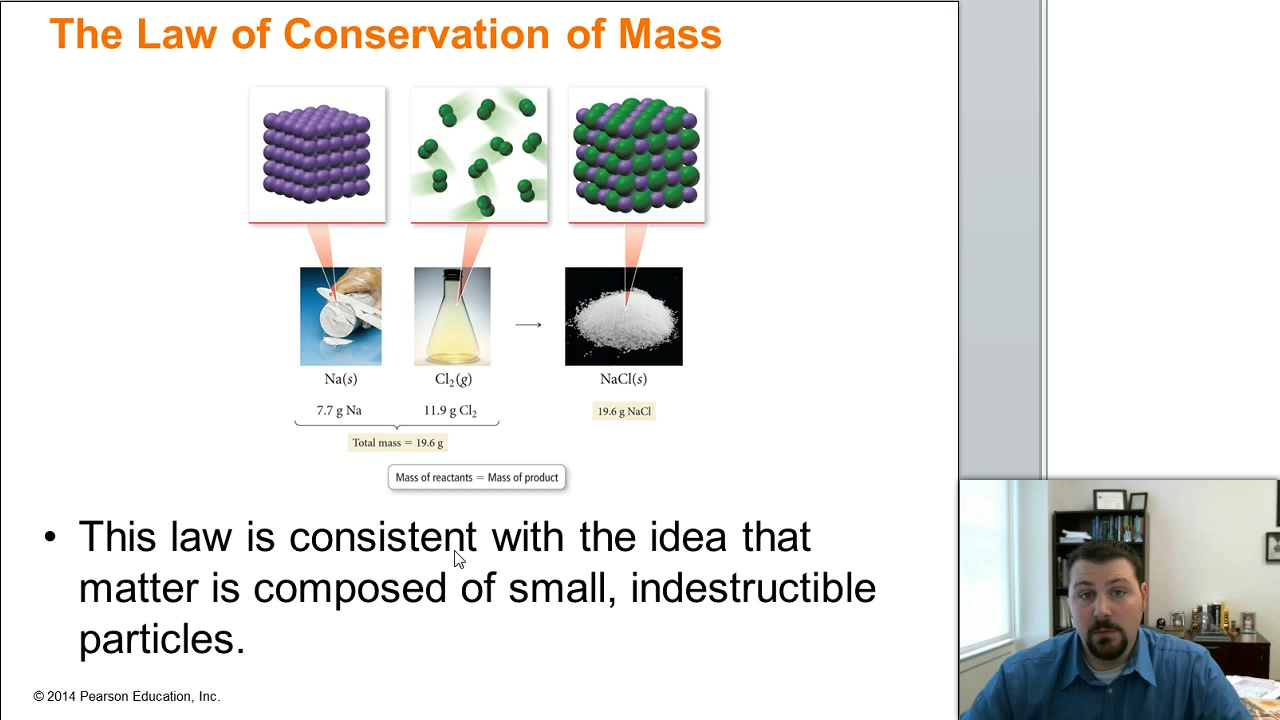 The Law of Conservation of Mass
Na(s)
Cl₂(g)
NaCl(s)
7.7 g Na
11.9 g Cl₂
19.6 g NaCl
Total mass = 19.6 g
Mass of reactants = Mass of product
• This law is consistent with the idea that
matter is composed of small, indestructible
particles.
© 2014 Pearson Education, Inc.